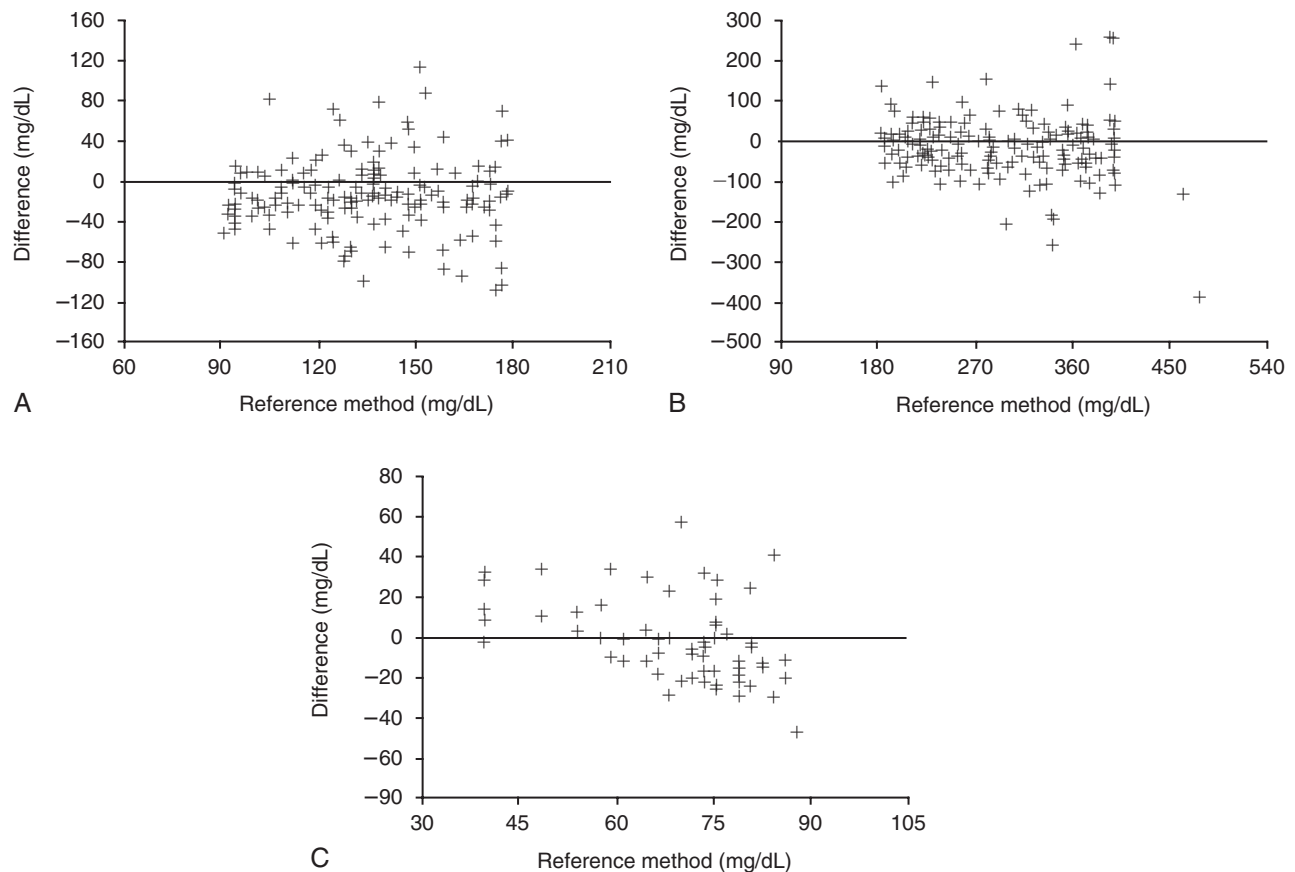 160
120
80
40
0
−40
−80
−120
−160
60 90 120 150 180 210
Difference (mg/dL)
Reference method (mg/dL)
A
300
200
100
0
−100
−200
−300
−400
−500
90 180 270 360 450 540
Difference (mg/dL)
Reference method (mg/dL)
B
80
60
40
20
0
−20
−40
−60
−90
30 45 60 75 90 105
Difference (mg/dL)
Reference method (mg/dL)
C